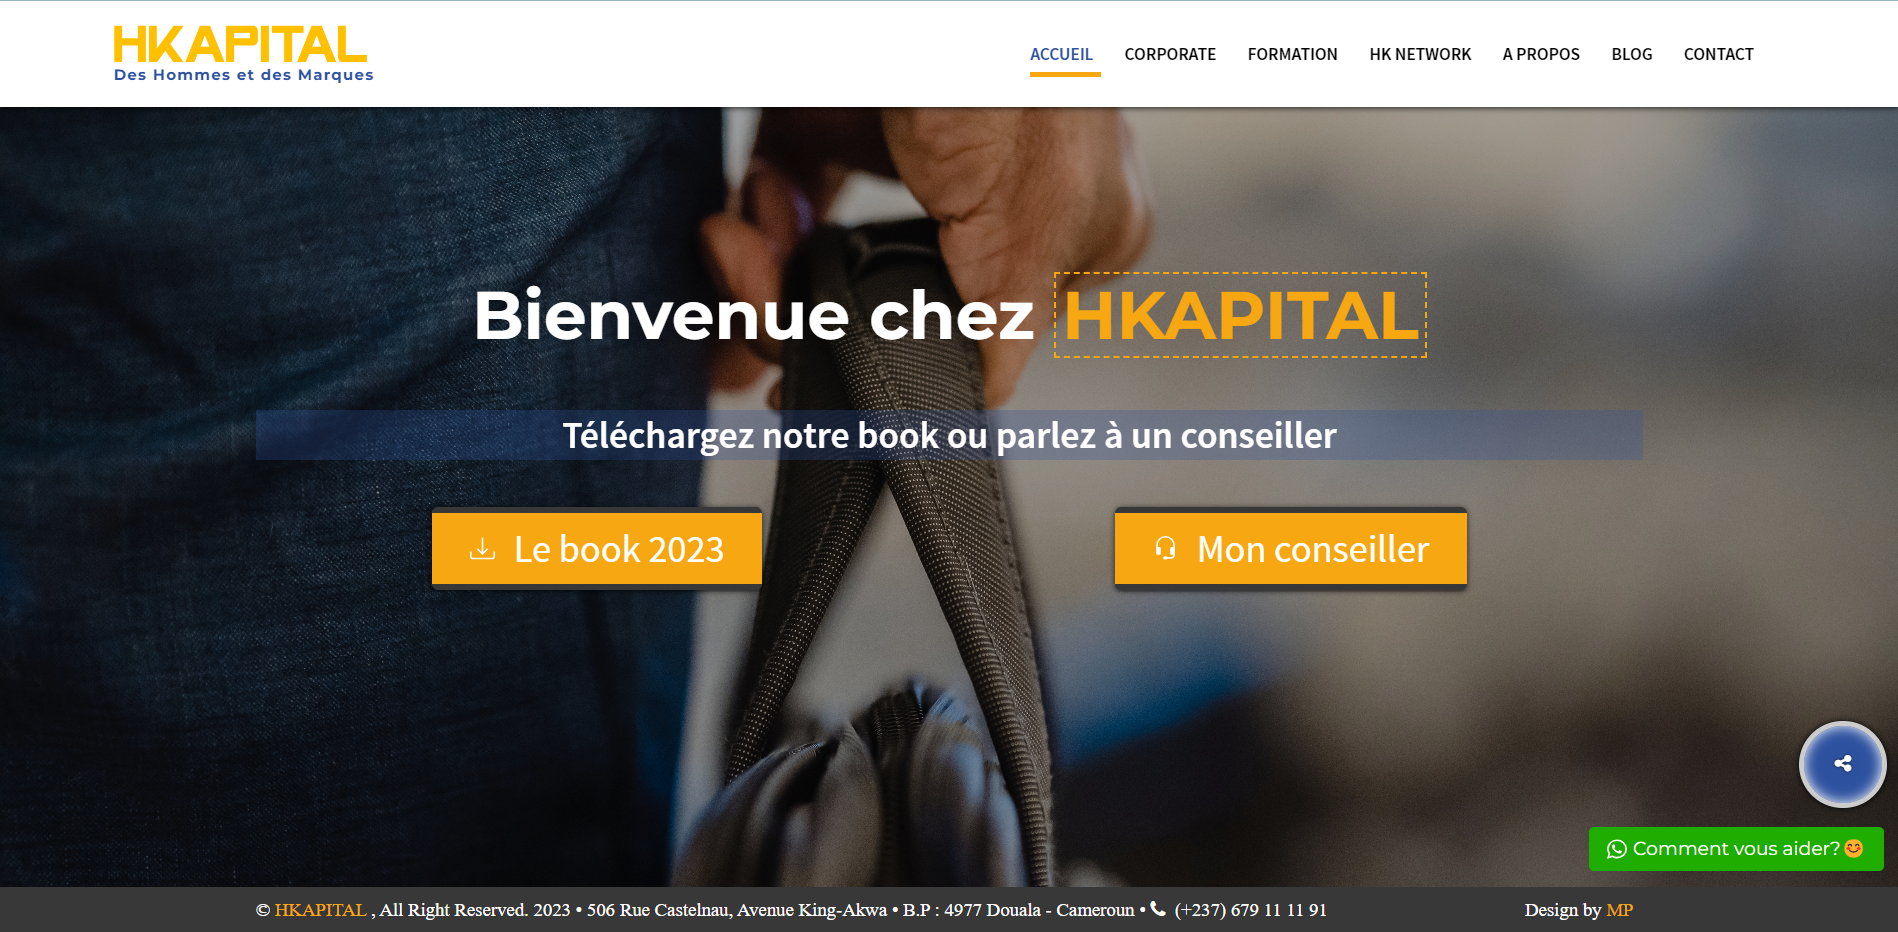 HKAPITAL
Des Hommes et des Marques
ACCUEIL CORPORATE FORMATION HK NETWORK A PROPOS BLOG CONTACT
Bienvenue chez HKAPITAL
Téléchargez notre book ou parlez à un conseiller
Le book 2023
Mon conseiller
Comment vous aider?😊
© HKAPITAL , All Right Reserved. 2023 • 506 Rue Castelnau, Avenue King-Akwa • B.P : 4977 Douala - Cameroun • (+237) 679 11 11 91
Design by MP